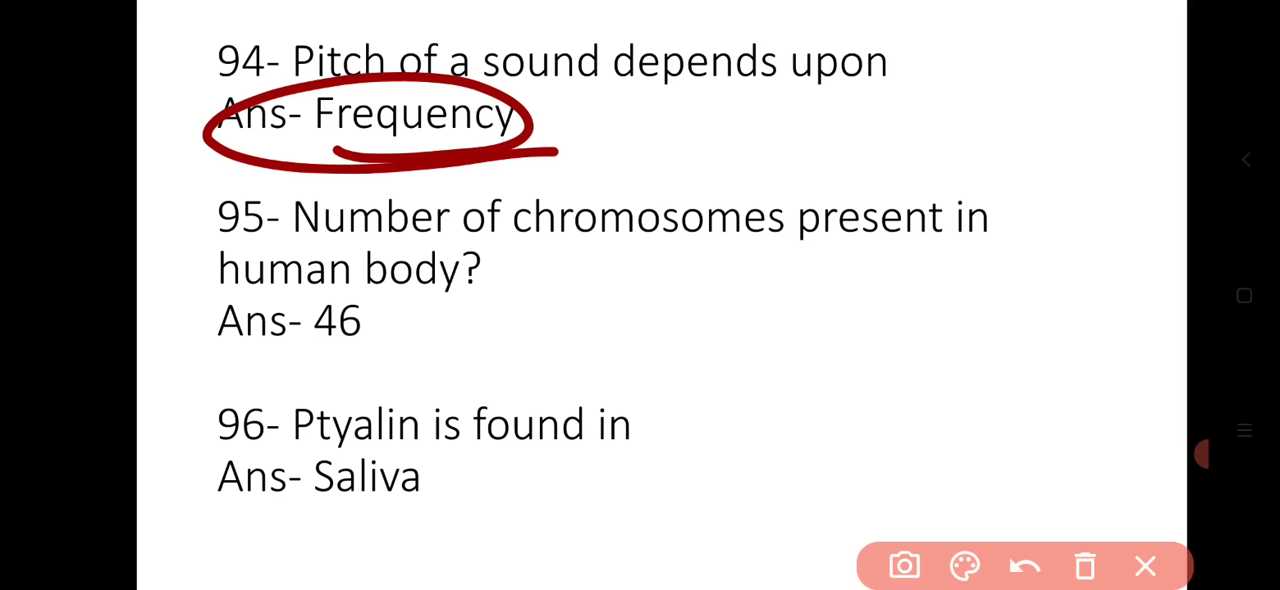 94- Pitch of a sound depends upon
Ans- Frequency
95- Number of chromosomes present in
human body?
Ans- 46
96- Ptyalin is found in
Ans- Saliva